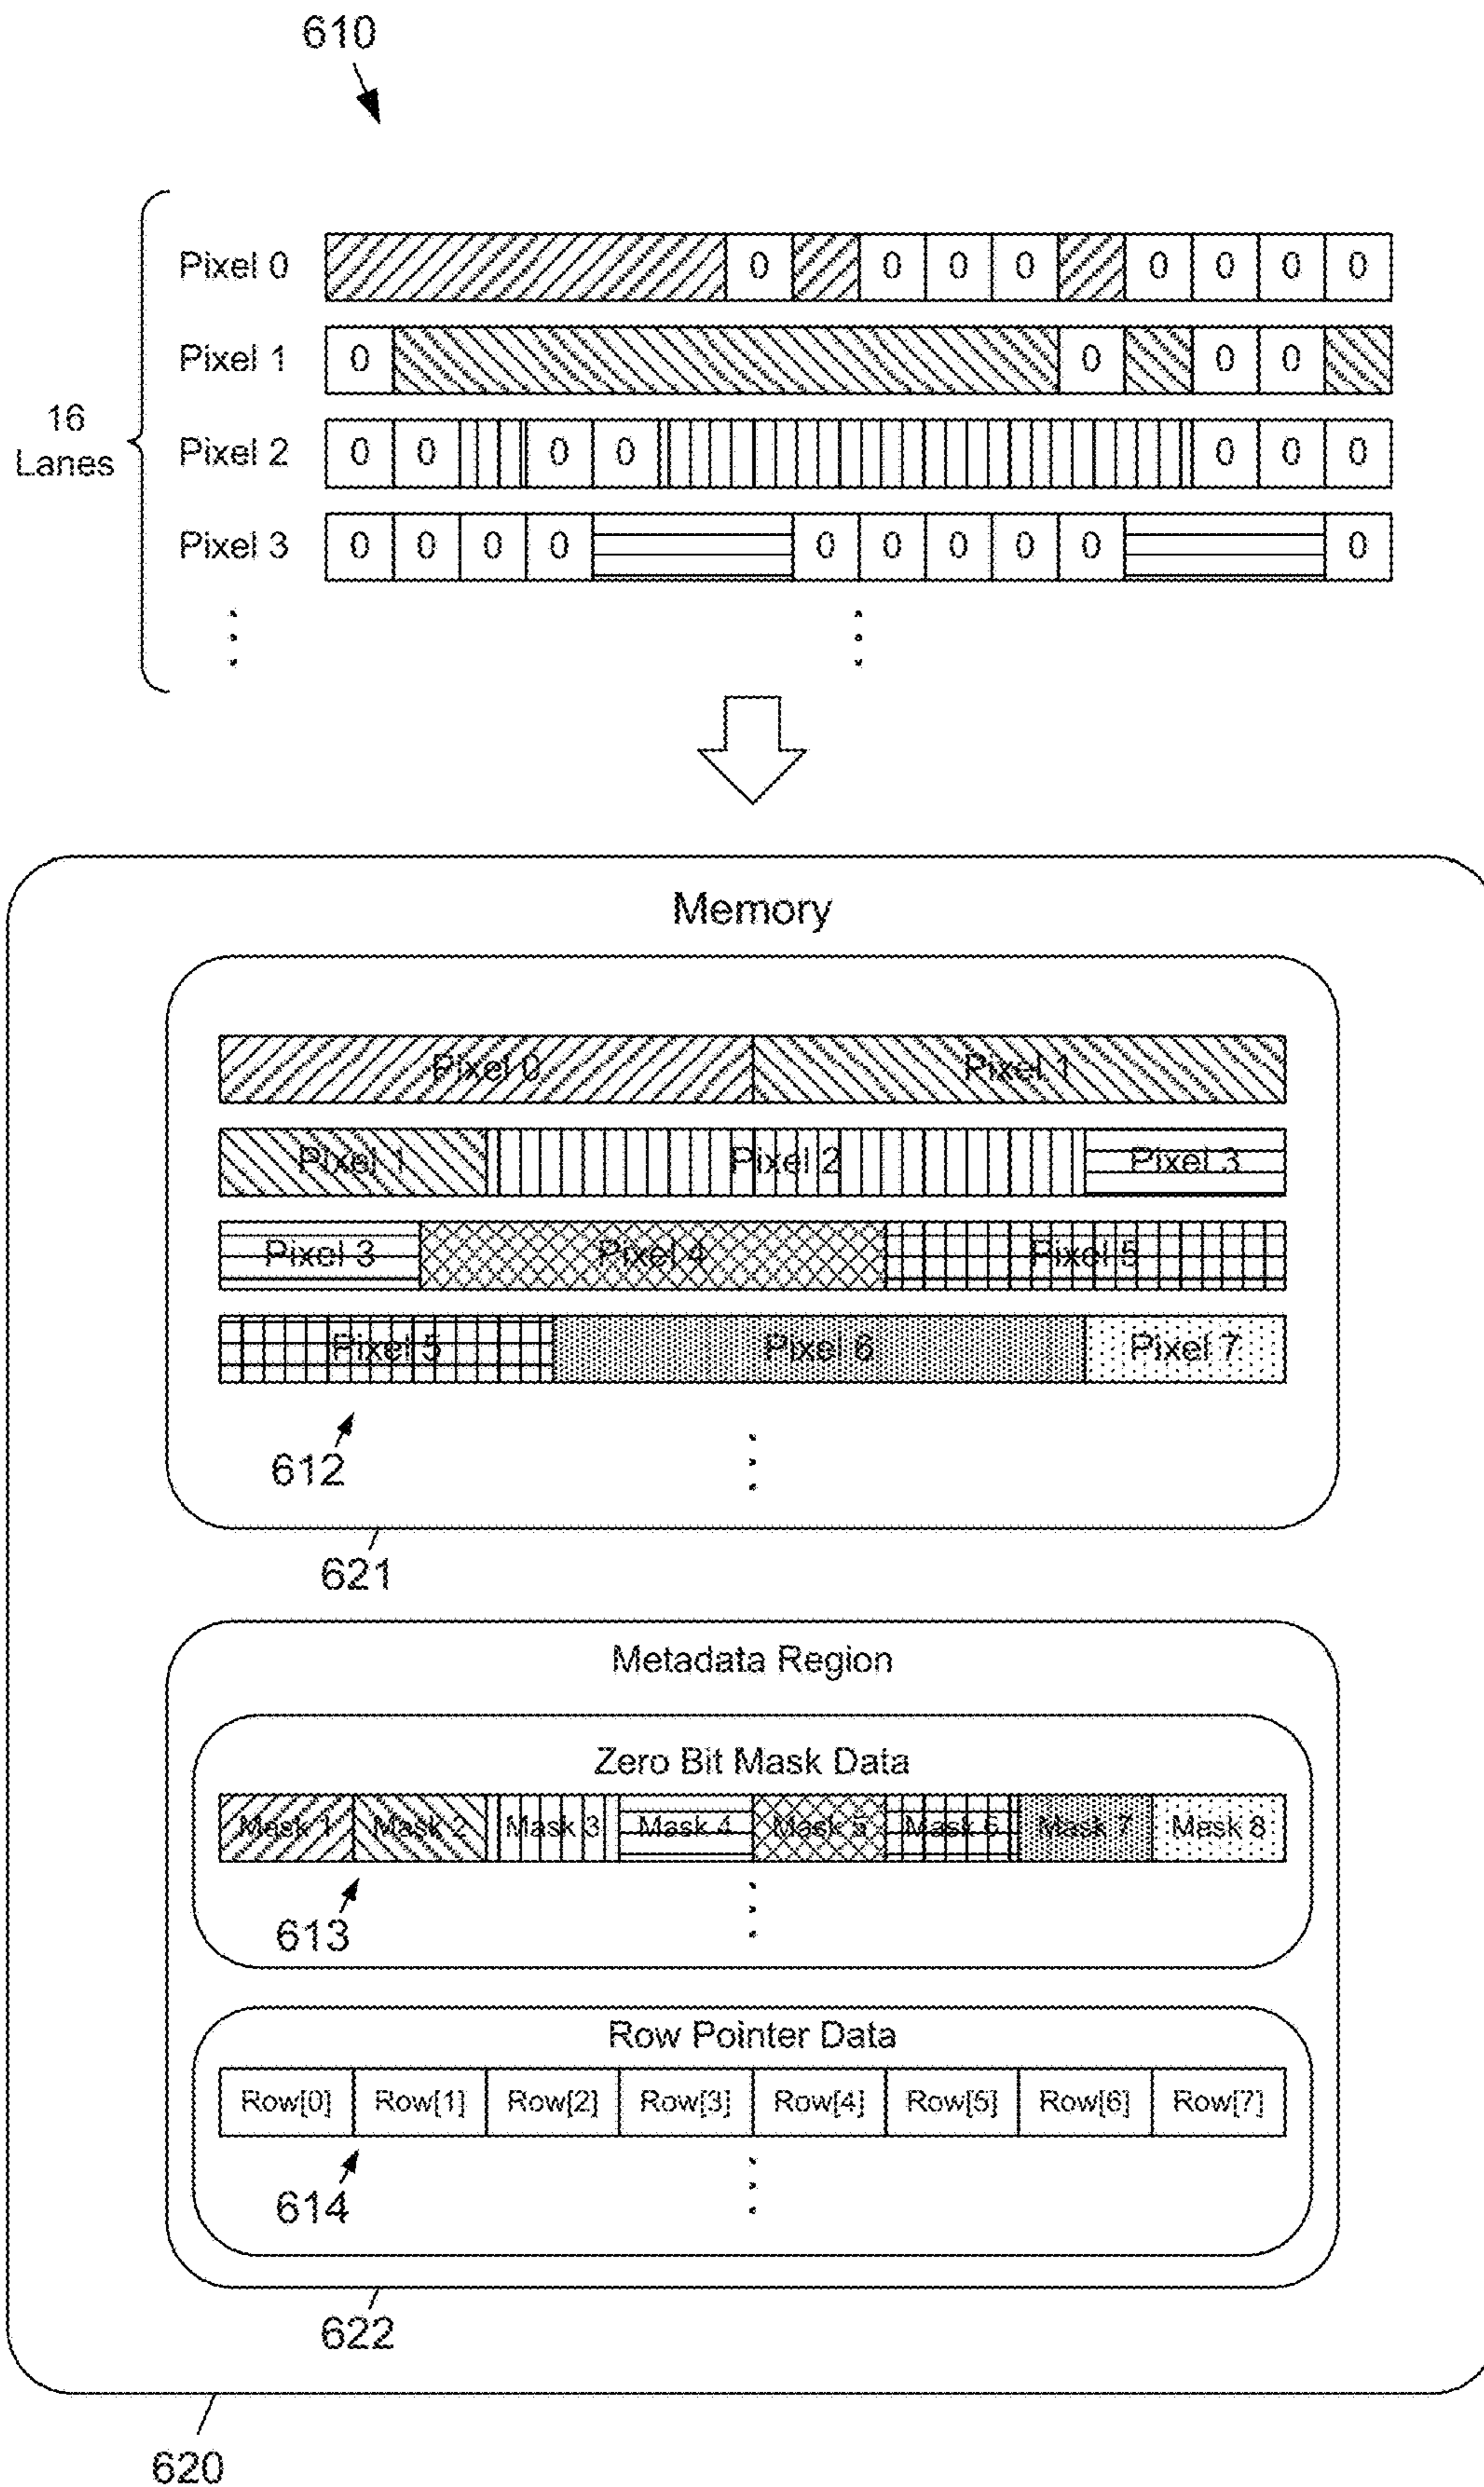 610
Pixel 0 0 0 0 0 0 0 0 0
Pixel 1 0 0 0 0
16
Lanes
Pixel 2 0 0 0 0 0 0 0
Pixel 3 0 0 0 0 0 0 0 0 0 0
Memory
Pixel 0 Pixel 1
Pixel 1 Pixel 2 Pixel 3
Pixel 3 Pixel 4 Pixel 5
Pixel 5 Pixel 6 Pixel 7
612
621
Metadata Region
Zero Bit Mask Data
Mask 1 Mask 2 Mask 3 Mask 4 Mask 5 Mask 6 Mask 7 Mask 8
613
Row Pointer Data
Row[0] Row[1] Row[2] Row[3] Row[4] Row[5] Row[6] Row[7]
614
622
620